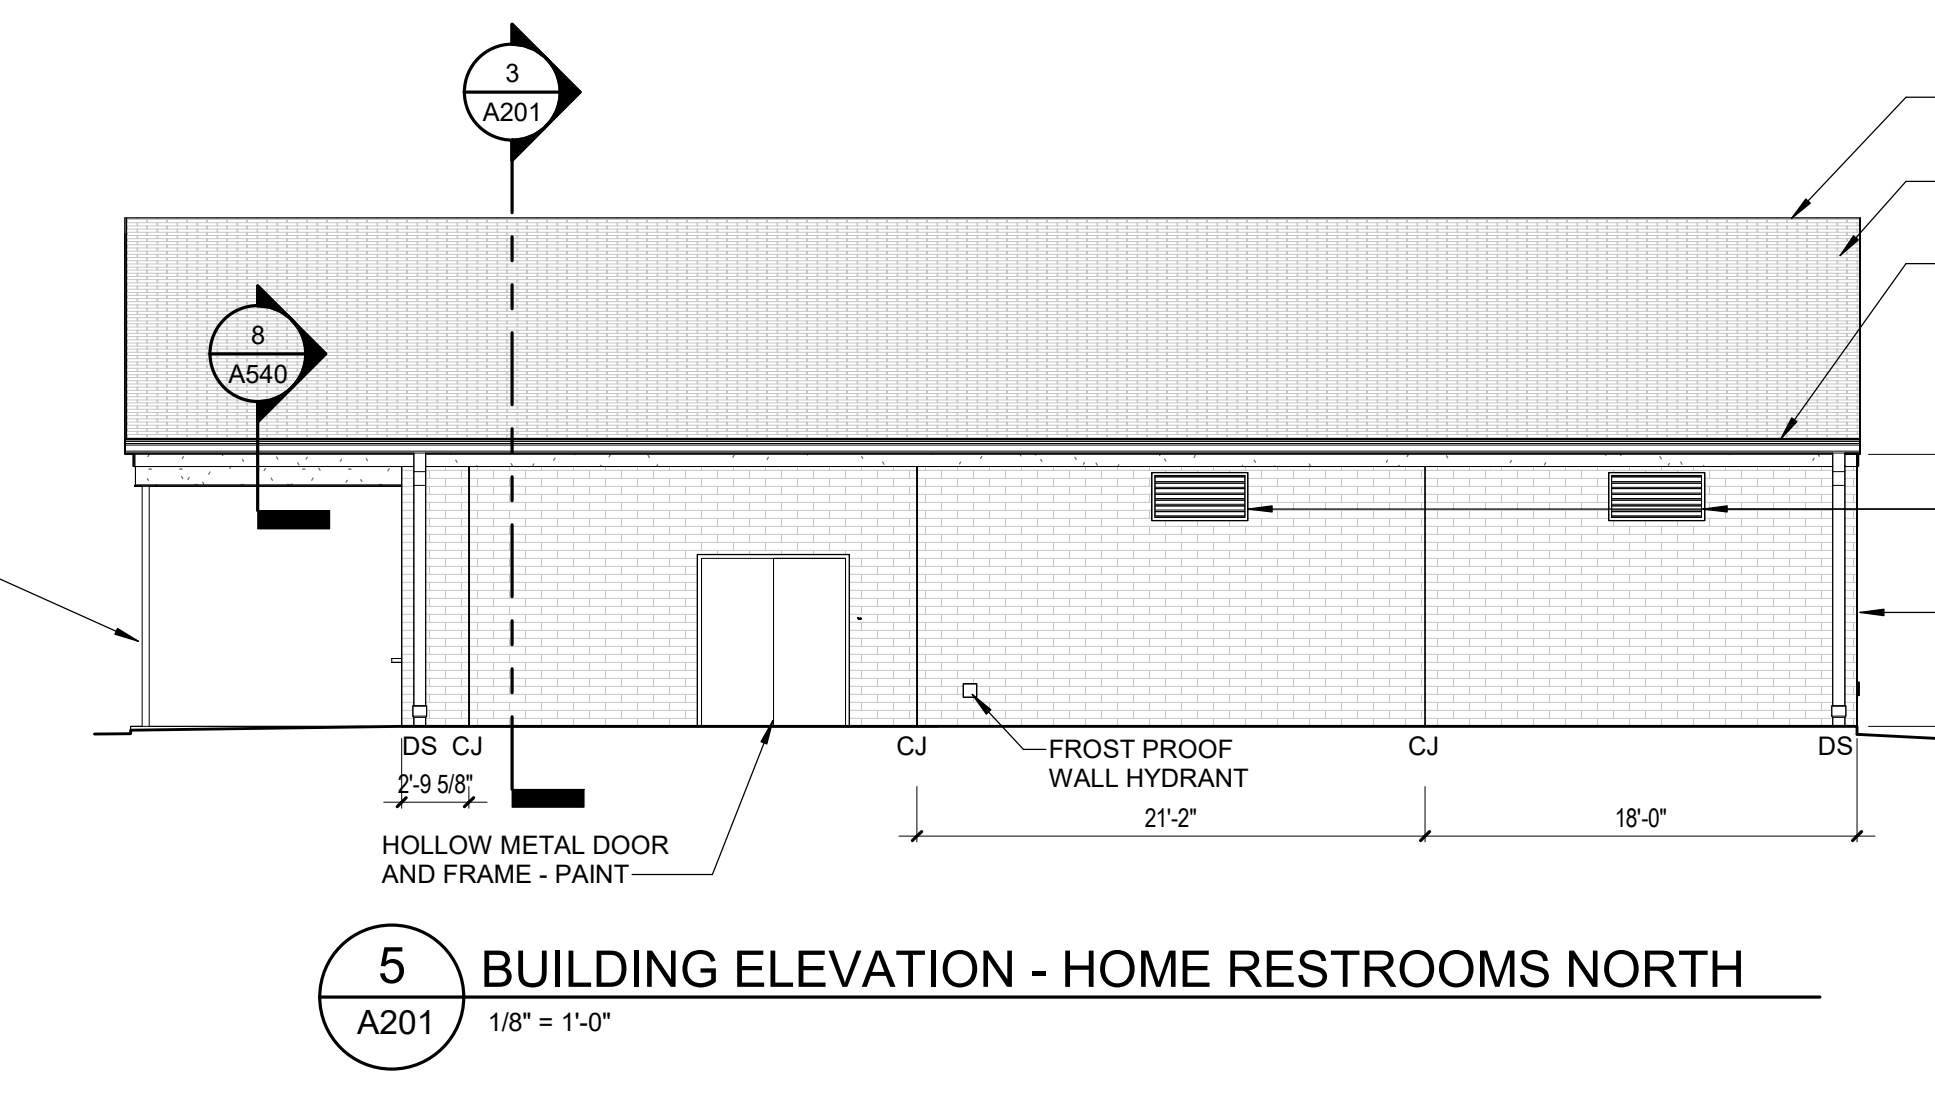 3
A201
8
A540
DS CJ
CJ
CJ
DS
2'-9 5/8"
FROST PROOF
WALL HYDRANT
21'-2"
18'-0"
HOLLOW METAL DOOR
AND FRAME - PAINT
5
BUILDING ELEVATION - HOME RESTROOMS NORTH
A201
1/8" = 1'-0"